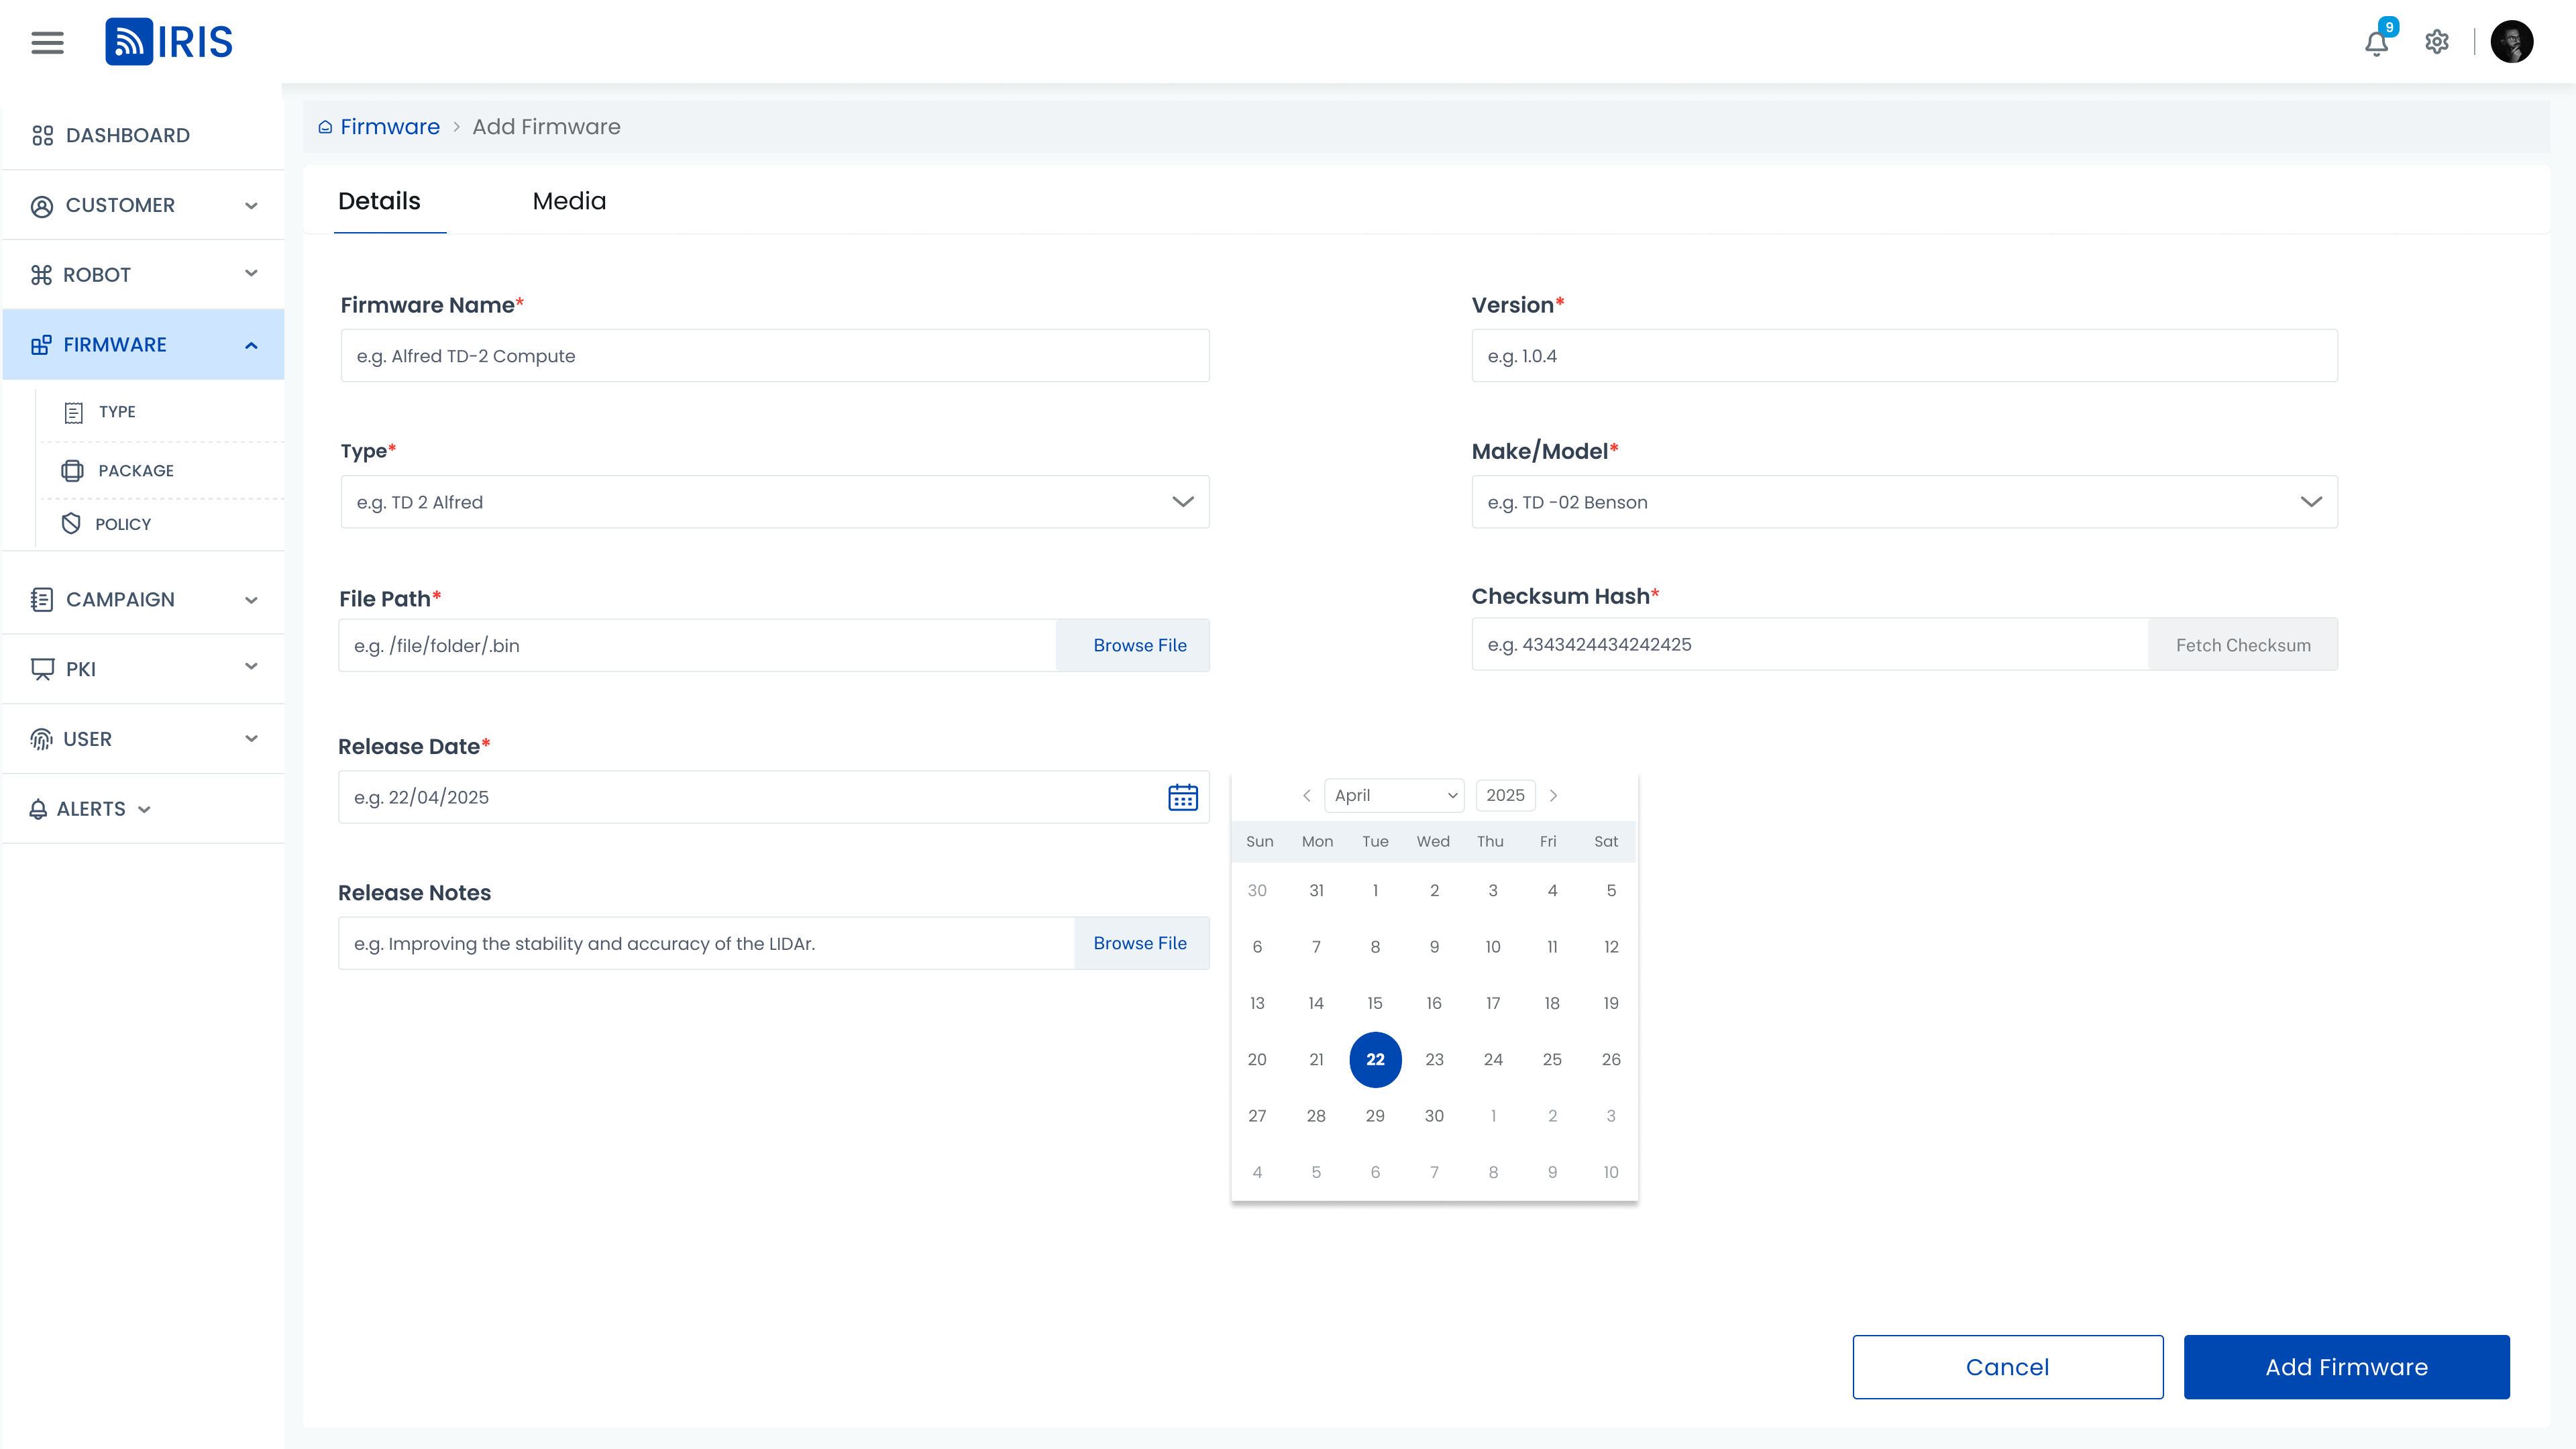 IRIS
9
DASHBOARD
CUSTOMER
ROBOT
FIRMWARE
TYPE
PACKAGE
POLICY
CAMPAIGN
PKI
USER
ALERTS
Firmware > Add Firmware
Details Media
Firmware Name*
e.g. Alfred TD-2 Compute
Version*
e.g. 1.0.4
Type*
e.g. TD 2 Alfred
Make/Model*
e.g. TD -02 Benson
File Path*
e.g. /file/folder/.bin Browse File
Checksum Hash*
e.g. 4343424434242425 Fetch Checksum
Release Date*
e.g. 22/04/2025
Release Notes
e.g. Improving the stability and accuracy of the LIDAr. Browse File
April 2025
Sun Mon Tue Wed Thu Fri Sat
30 31 1 2 3 4 5
6 7 8 9 10 11 12
13 14 15 16 17 18 19
20 21 22 23 24 25 26
27 28 29 30 1 2 3
4 5 6 7 8 9 10
Cancel Add Firmware